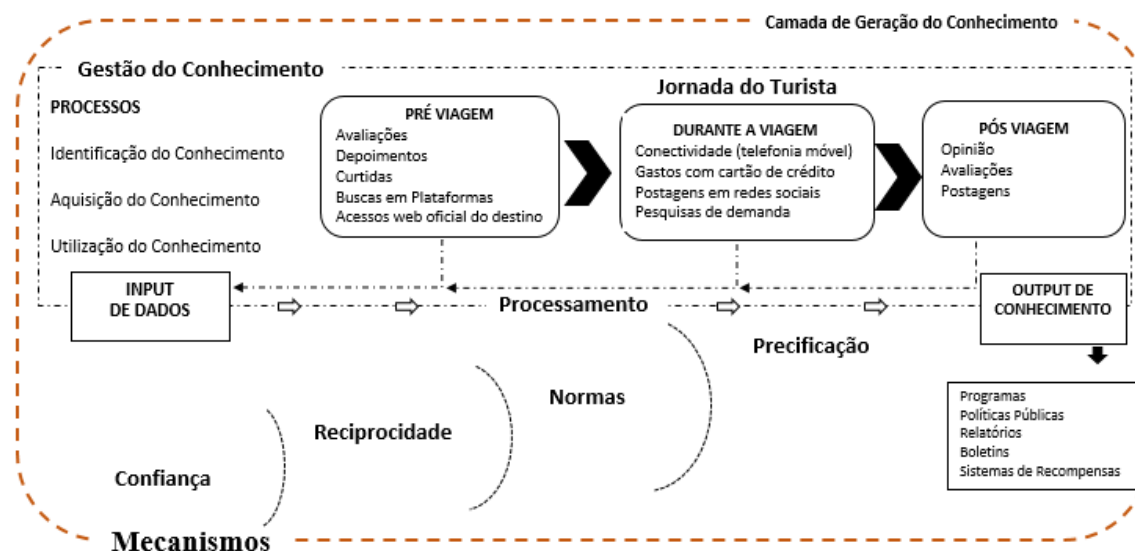 Camada de Geração do Conhecimento
Gestão do Conhecimento
Jornada do Turista
PROCESSOS
Identificação do Conhecimento
Aquisição do Conhecimento
Utilização do Conhecimento
PRÉ VIAGEM
Avaliações
Depoimentos
Curtidas
Buscas em Plataformas
Acessos web oficial do destino
DURANTE A VIAGEM
Conectividade (telefonia móvel)
Gastos com cartão de crédito
Postagens em redes sociais
Pesquisas de demanda
PÓS VIAGEM
Opinião
Avaliações
Postagens
INPUT
DE DADOS
Processamento
OUTPUT DE
CONHECIMENTO
Precificação
Normas
Reciprocidade
Confiança
Programas
Políticas Públicas
Relatórios
Boletins
Sistemas de Recompensas
Mecanismos